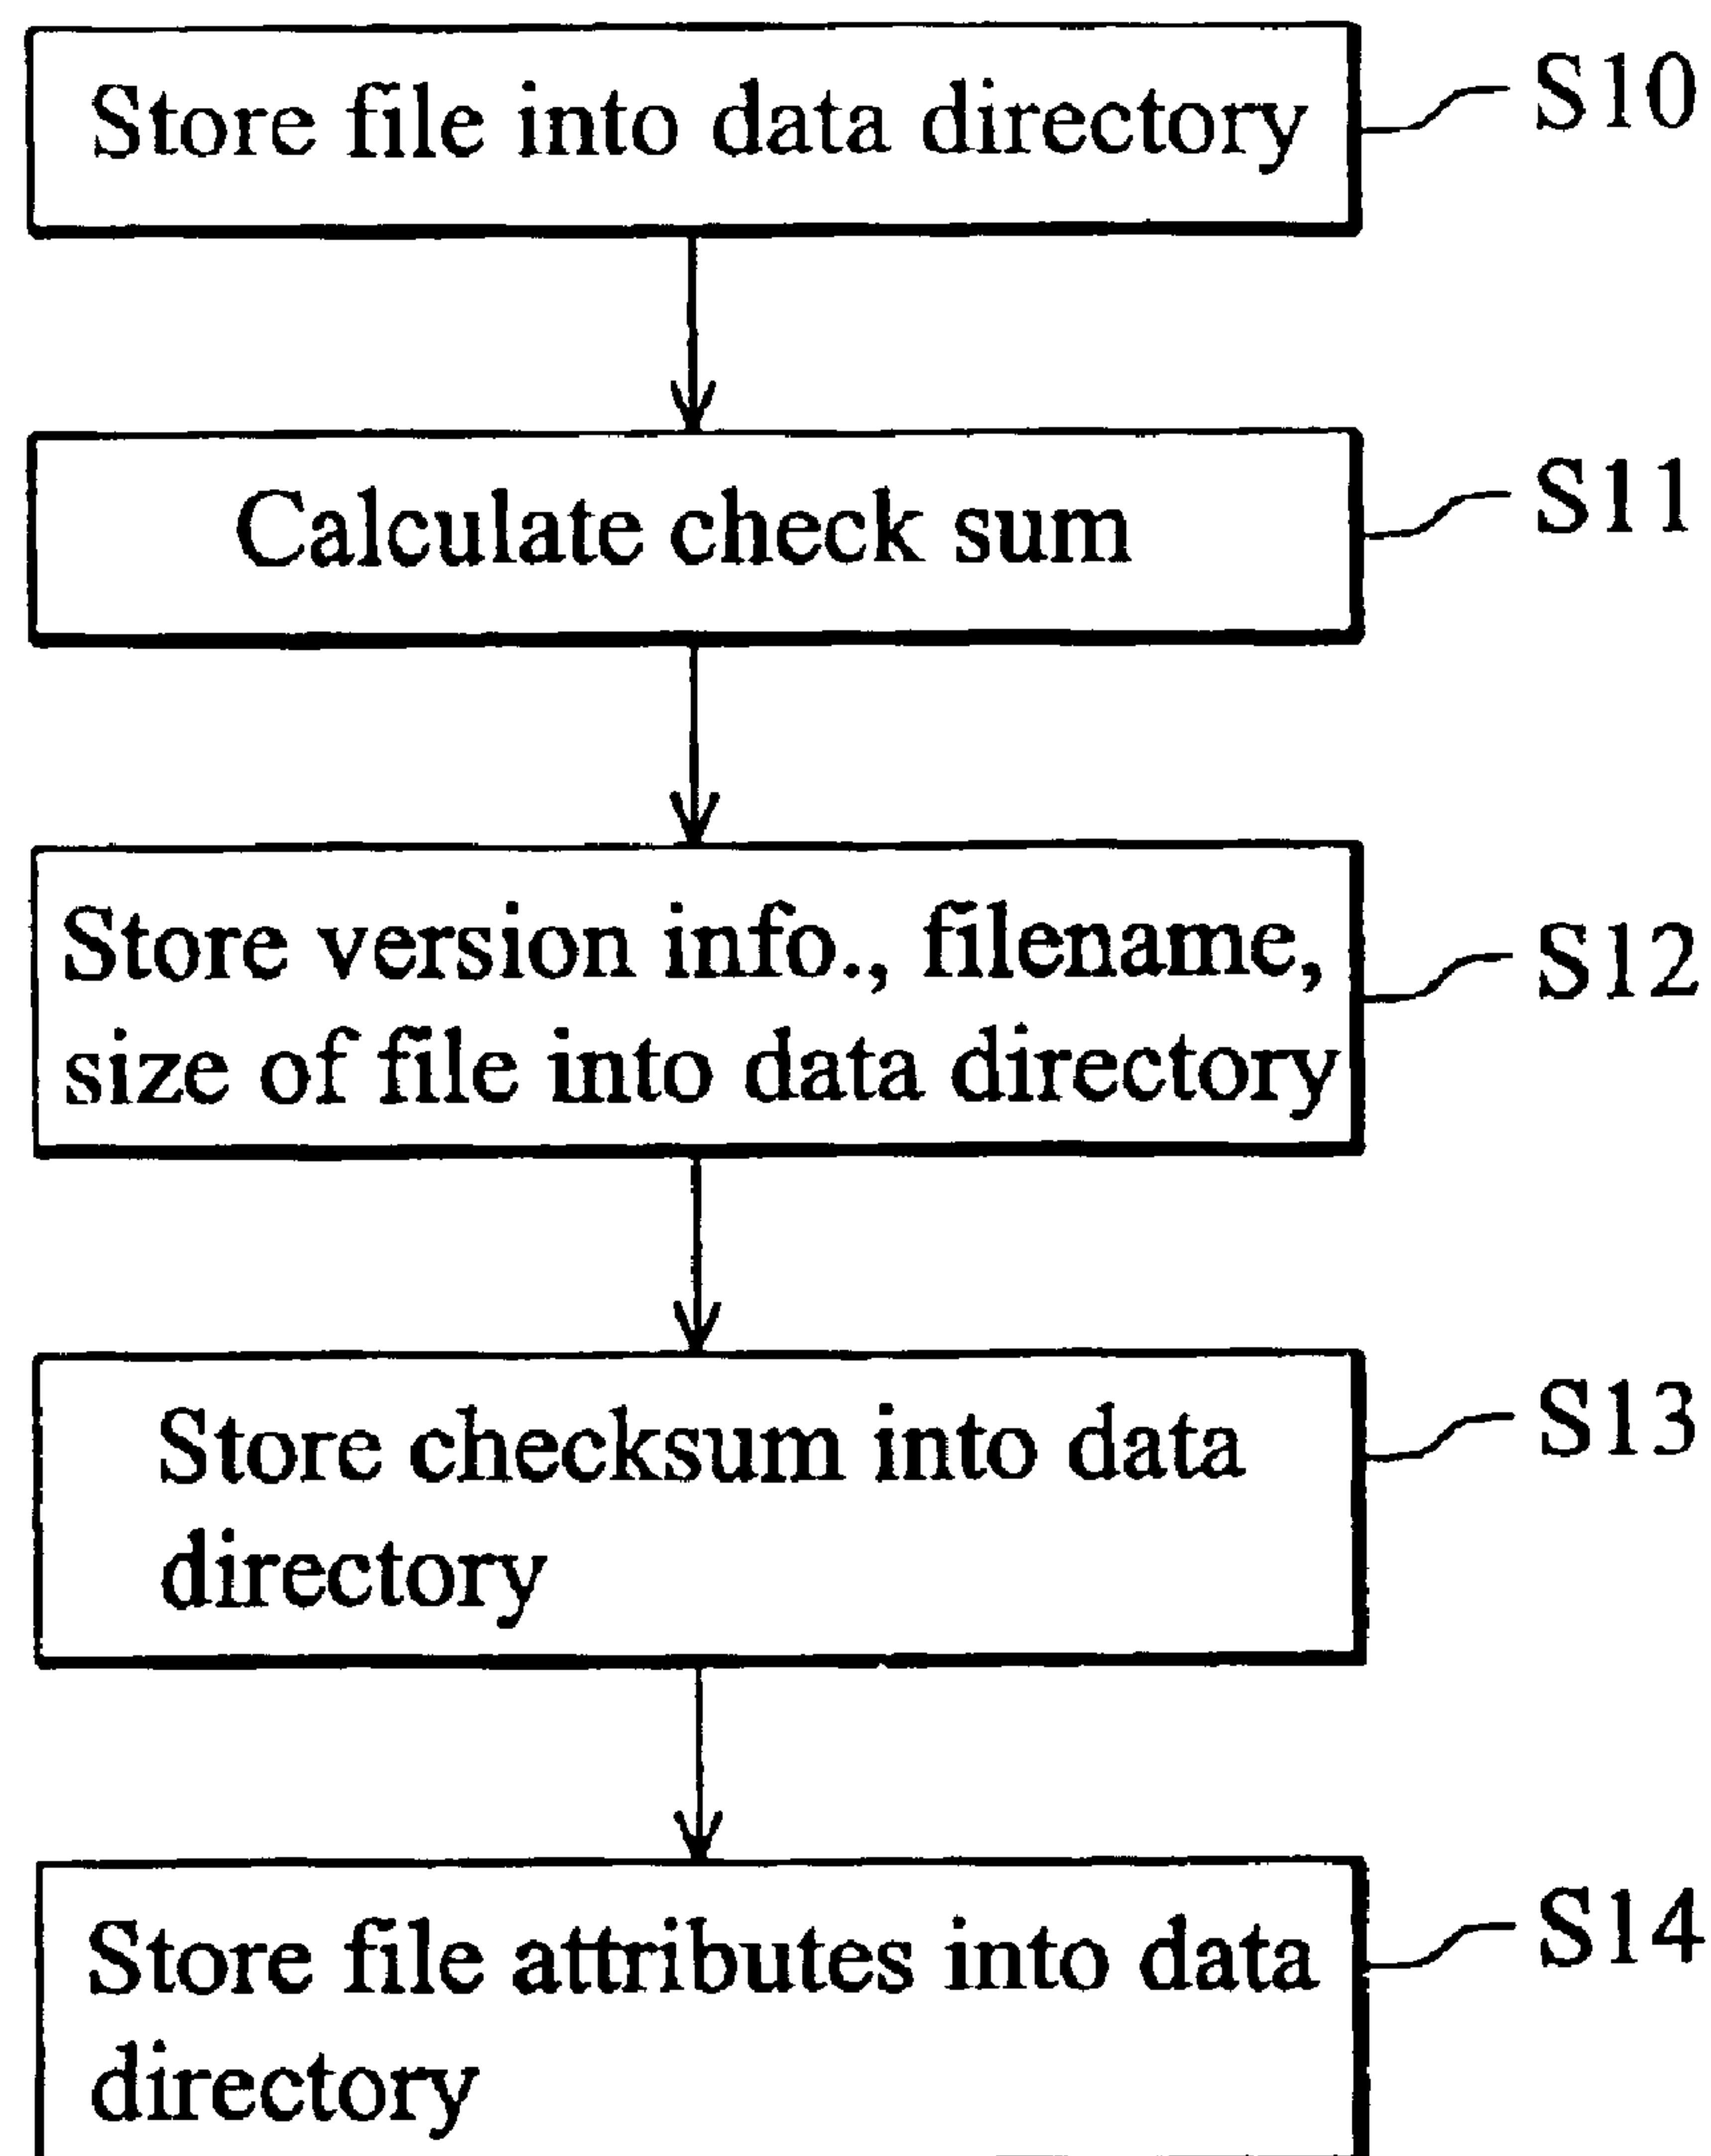 Store file into data directory
S10
Calculate check sum
S11
Store version info., filename,
size of file into data directory
S12
Store checksum into data
directory
S13
Store file attributes into data
directory
S14